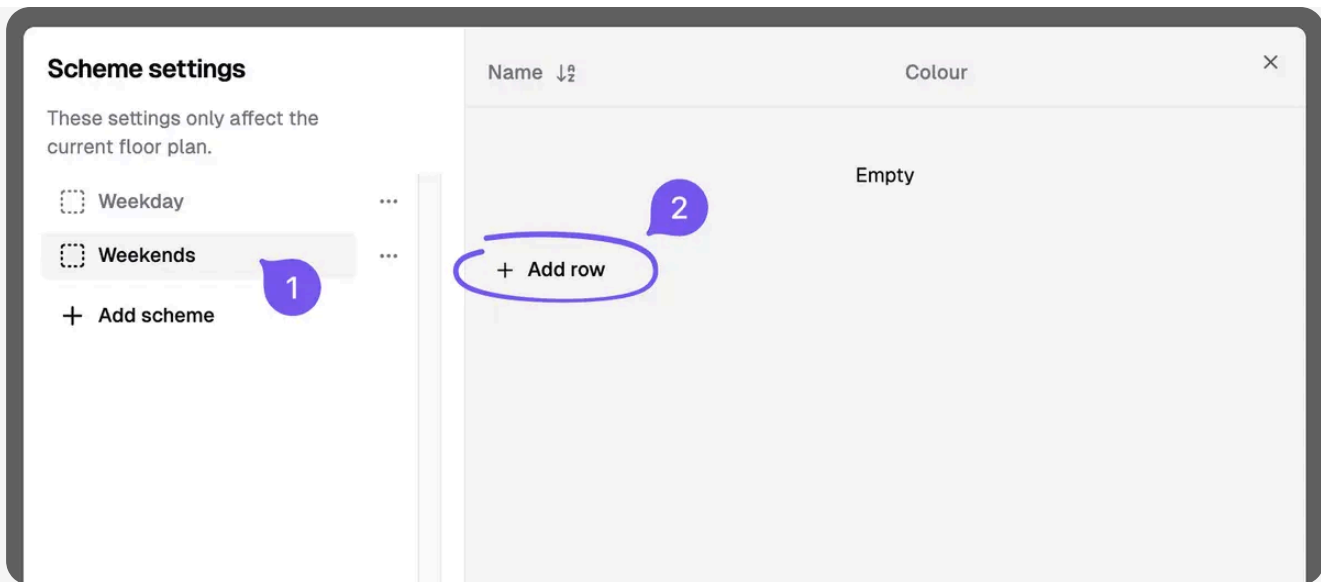 Scheme settings
These settings only affect the
current floor plan.
Weekday
Weekends
1
+ Add scheme
Name
Colour
Empty
2
+ Add row